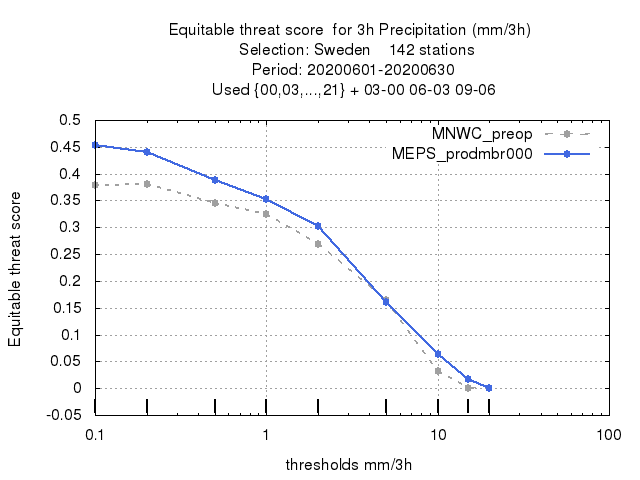 Equitable threat score  for 3h Precipitation (mm/3h)
Selection: Sweden    142 stations
Period: 20200601-20200630
Used {00,03,...,21} + 03-00 06-03 09-06
MNWC_preop
MEPS_prodmbr000
Equitable threat score
0.5
0.45
0.4
0.35
0.3
0.25
0.2
0.15
0.1
0.05
0
-0.05
0.1 1 10 100
thresholds mm/3h